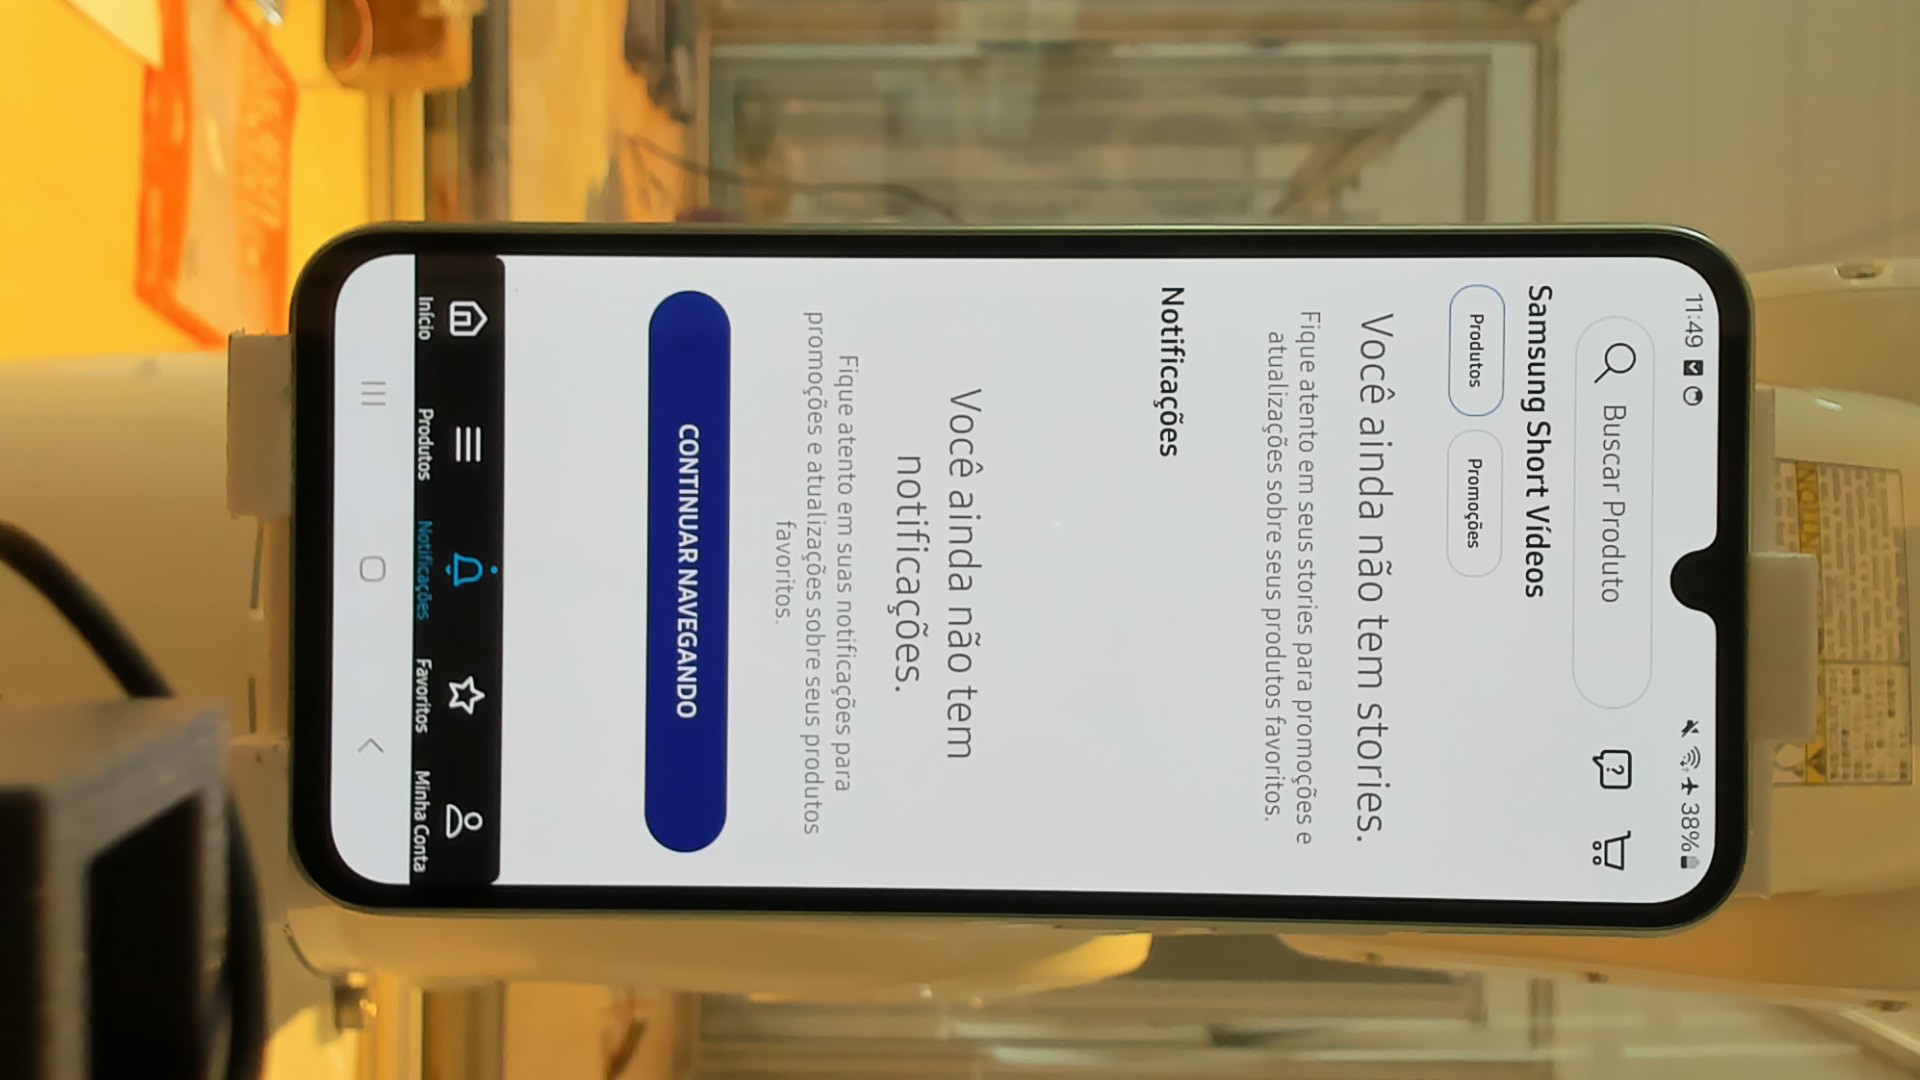 11:49
38%
Buscar Produto
Samsung Short Vídeos
Produtos
Promoções
Você ainda não tem stories.
Fique atento em seus stories para promoções e
atualizações sobre seus produtos favoritos.
Notificações
Você ainda não tem
notificações.
Fique atento em suas notificações para
promoções e atualizações sobre seus produtos
favoritos.
CONTINUAR NAVEGANDO
Início
Produtos
Notificações
Favoritos
Minha Conta